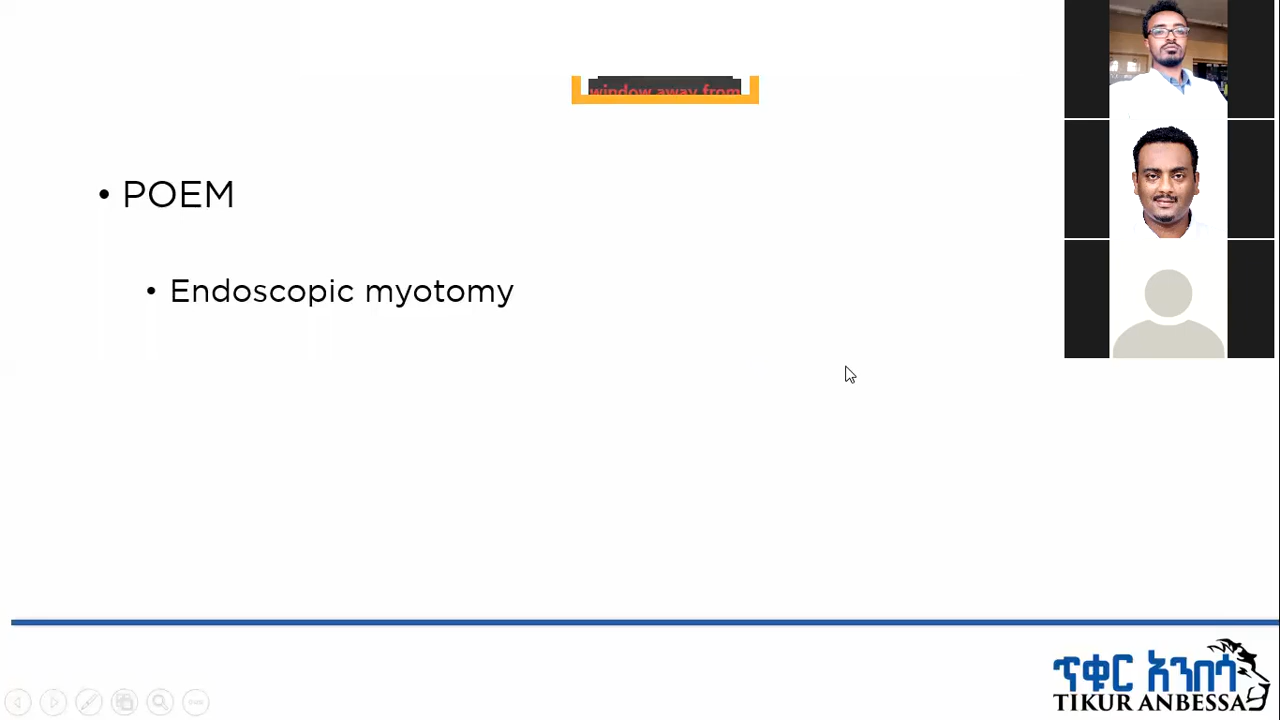 window away from
• POEM
• Endoscopic myotomy
ጥቁር አንበሳ
TIKUR ANBESSA